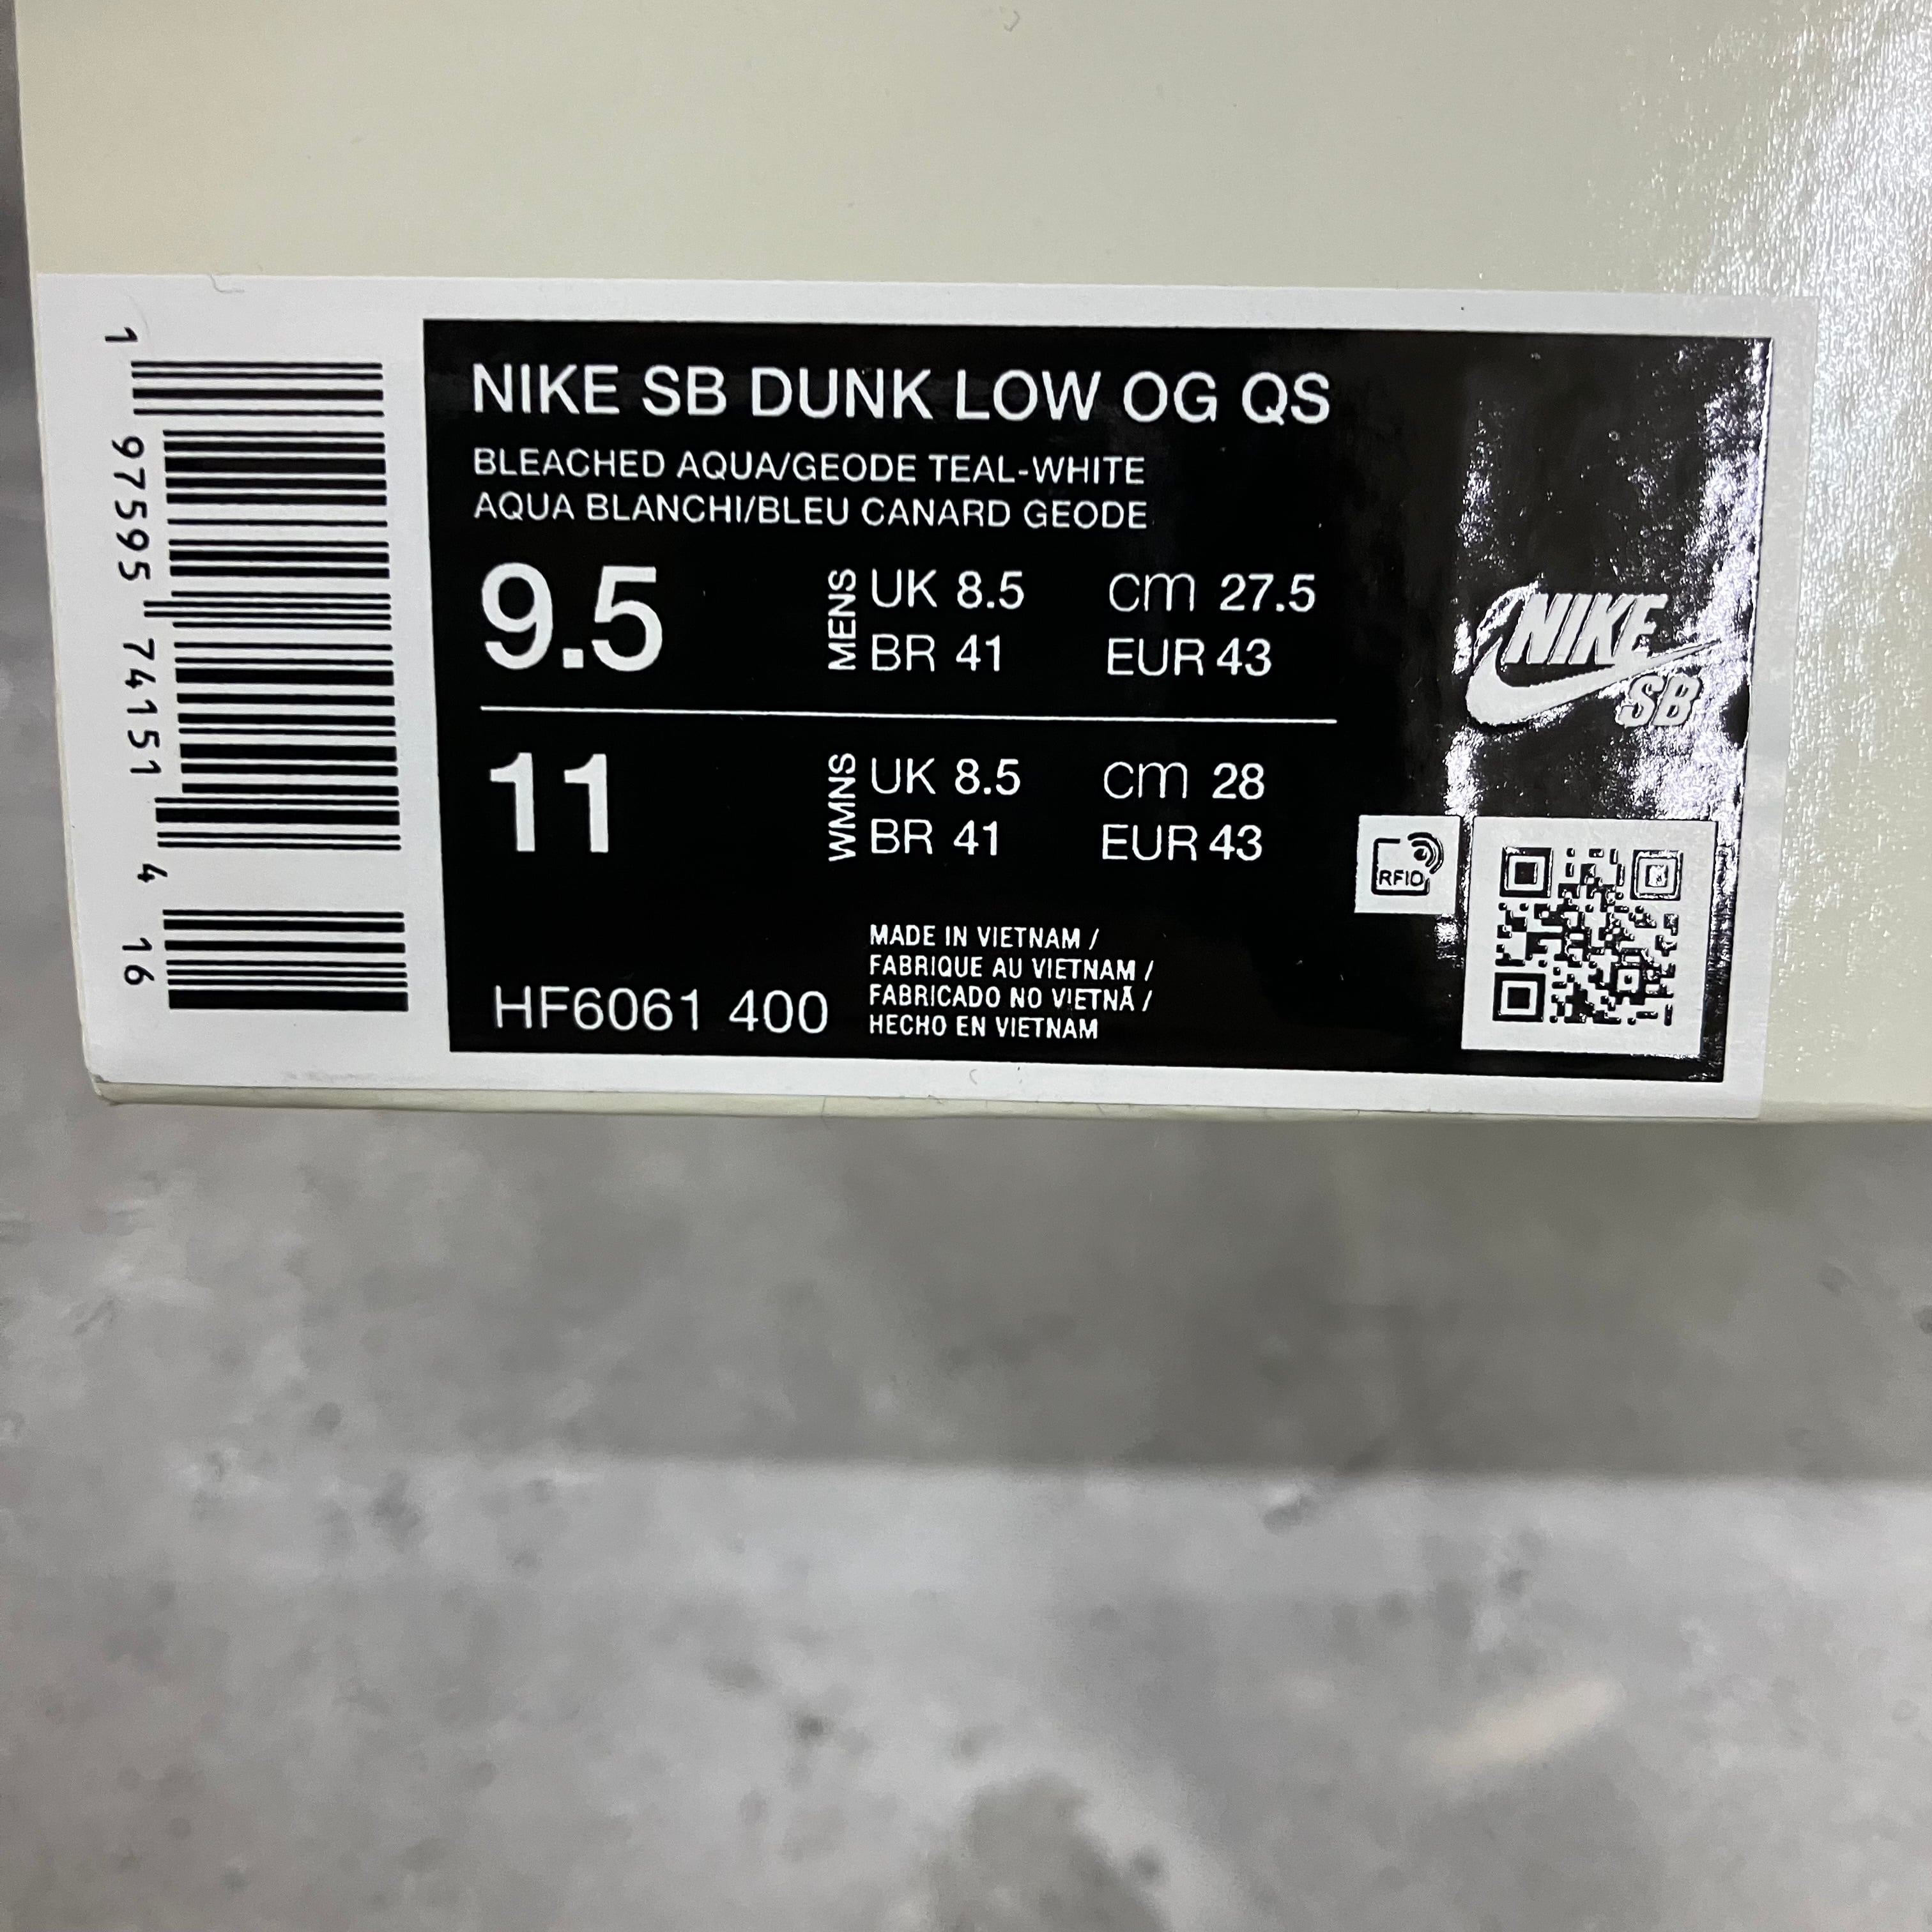 1 97595 74151 4 16
NIKE SB DUNK LOW OG QS
BLEACHED AQUA/GEODE TEAL-WHITE
AQUA BLANCHI/BLEU CANARD GEODE
9.5
MENS
UK 8.5 cm 27.5
BR 41 EUR 43
11
WMNS
UK 8.5 cm 28
BR 41 EUR 43
NIKE
SB
RFID
MADE IN VIETNAM /
FABRIQUE AU VIETNAM /
FABRICADO NO VIETNÃ /
HECHO EN VIETNAM
HF6061 400